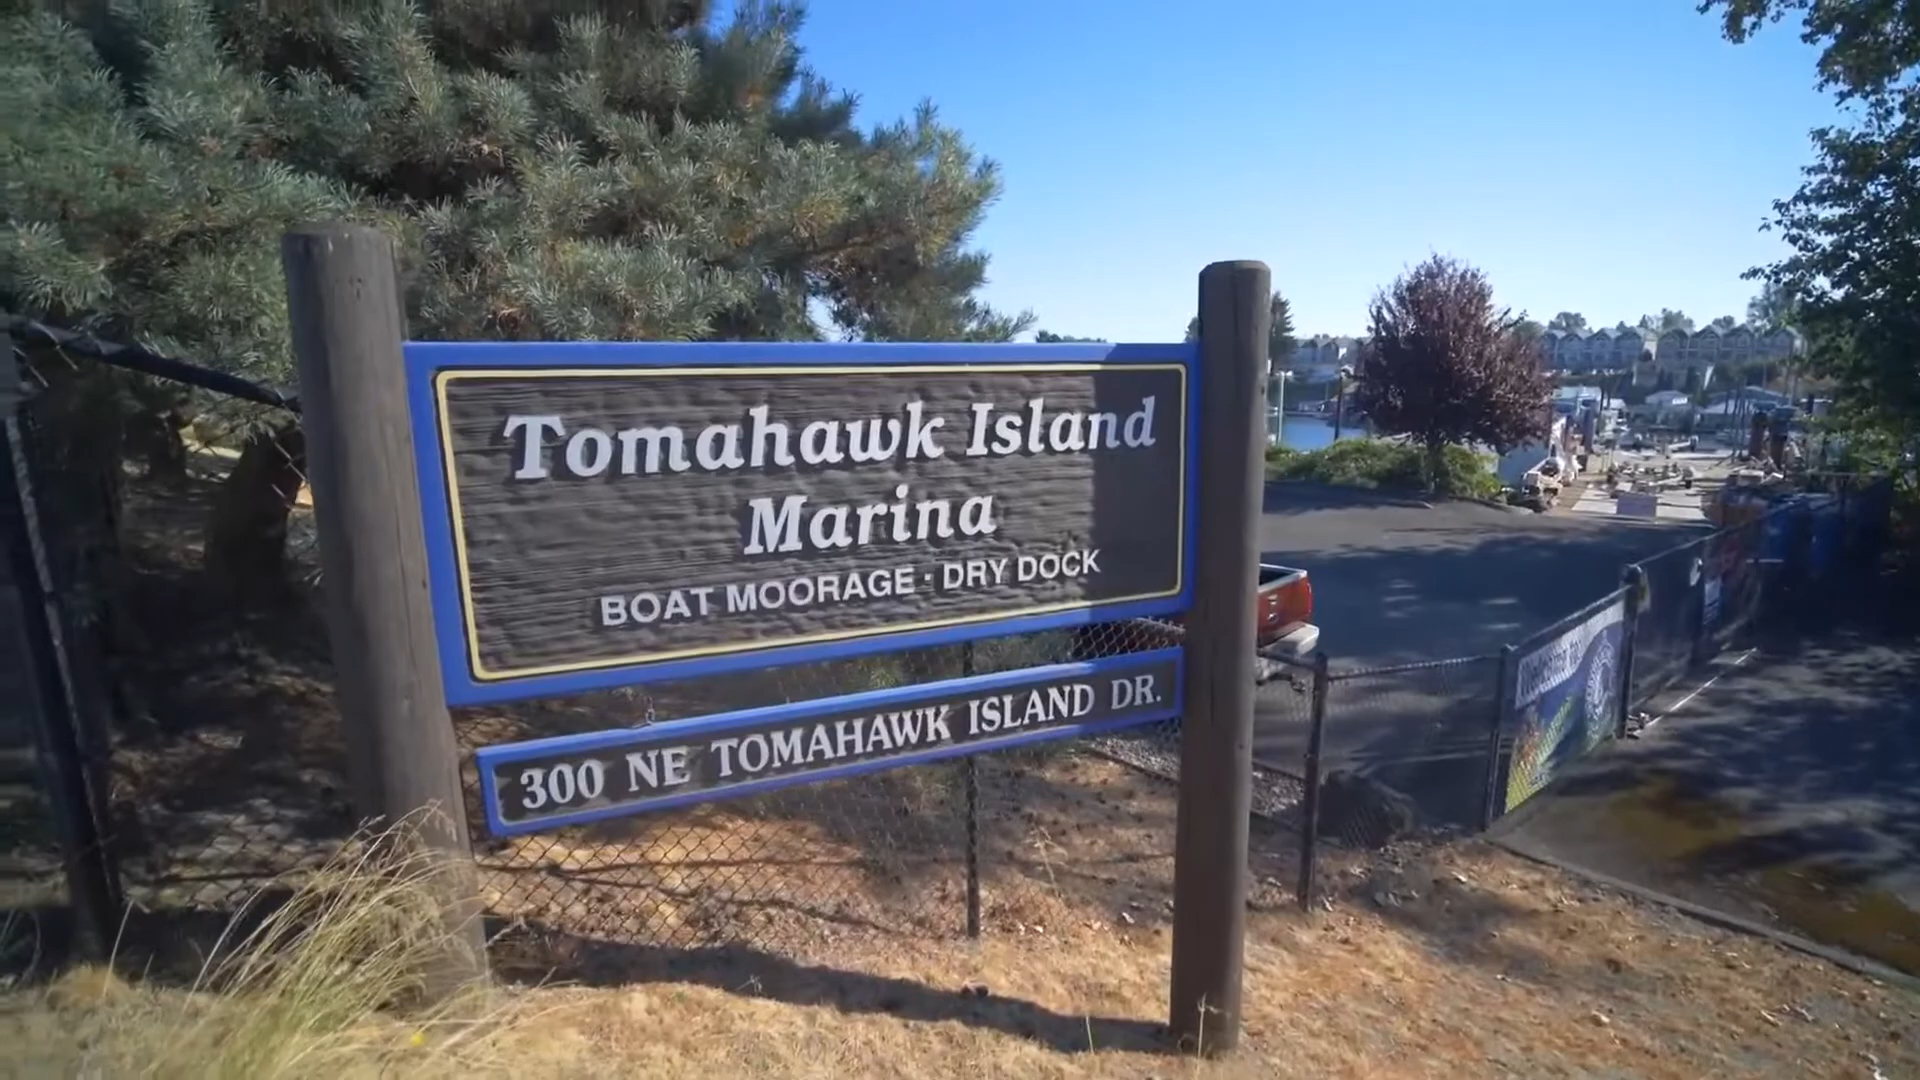 Tomahawk Island
Marina
BOAT MOORAGE · DRY DOCK
300 NE TOMAHAWK ISLAND DR.